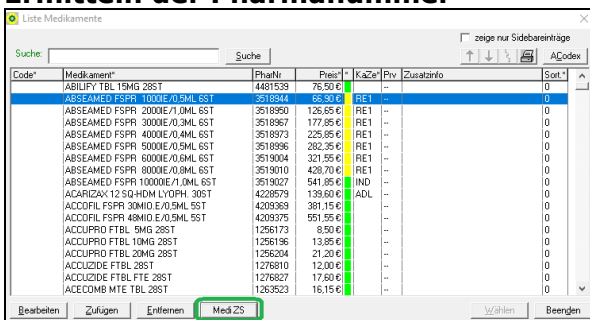 Ermitteln der Pharmanummer
Liste Medikamente
zeige nur Sidebareinträge
Suche: Suche ACodex
Code* Medikament* PharNr Preis* * KaZe* Prv Zusatzinfo Sort.*
ABILIFY TBL 15MG 28ST 4481539 76,50 € -- 0
ABSEAMED FSPR 1000IE/0,5ML 6ST 3518944 66,90 € RE1 -- 0
ABSEAMED FSPR 2000IE/1,0ML 6ST 3518950 126,65 € RE1 -- 0
ABSEAMED FSPR 3000IE/0,3ML 6ST 3518967 177,85 € RE1 -- 0
ABSEAMED FSPR 4000IE/0,4ML 6ST 3518973 225,85 € RE1 -- 0
ABSEAMED FSPR 5000IE/0,5ML 6ST 3518996 282,35 € RE1 -- 0
ABSEAMED FSPR 6000IE/0,6ML 6ST 3519004 321,55 € RE1 -- 0
ABSEAMED FSPR 8000IE/0,8ML 6ST 3519010 428,70 € RE1 -- 0
ABSEAMED FSPR 10000IE/1,0ML 6ST 3519027 541,85 € IND -- 0
ACARIZAX 12 SQ-HDM LYOPH. 30ST 4228579 139,60 € ADL -- 0
ACCOFIL FSPR 30MIO.E/0,5ML 5ST 4209369 381,15 € -- 0
ACCOFIL FSPR 48MIO.E/0,5ML 5ST 4209375 551,55 € -- 0
ACCUPRO FTBL 5MG 28ST 1256173 8,50 € -- 0
ACCUPRO FTBL 10MG 28ST 1256196 13,85 € -- 0
ACCUPRO FTBL 20MG 28ST 1256204 21,20 € -- 0
ACCUZIDE FTBL 28ST 1276810 12,00 € -- 0
ACCUZIDE FTBL FTE 28ST 1276827 17,60 € -- 0
ACECOMB MTE TBL 28ST 1263523 16,15 € -- 0
Bearbeiten Zufügen Entfernen Medi ZS Wählen Beenden